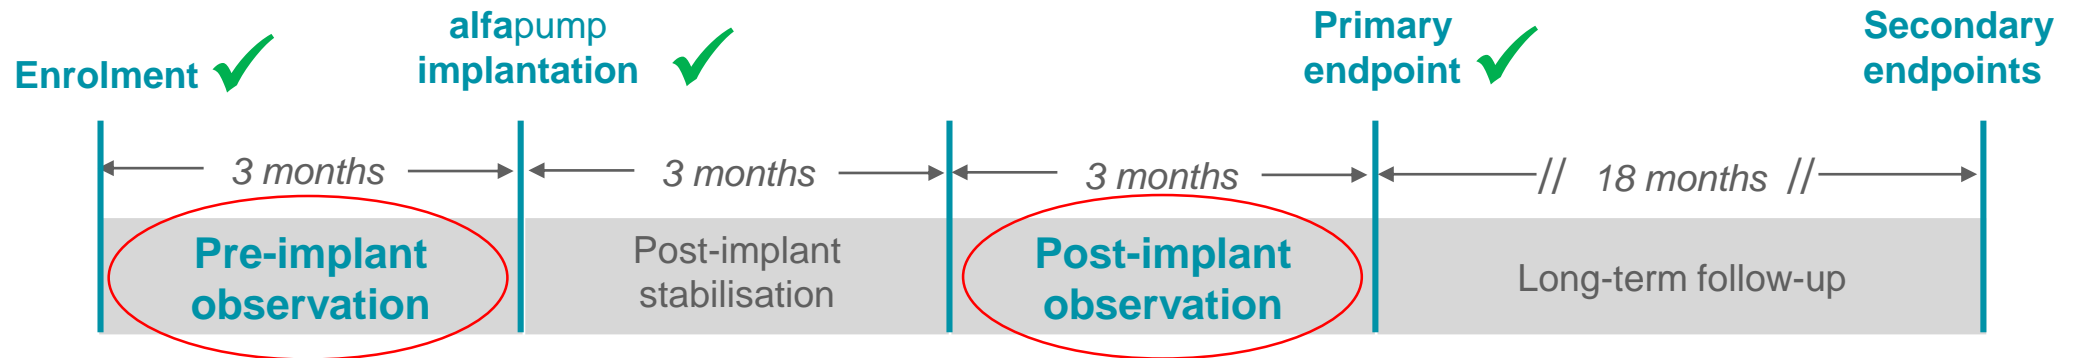 Enrolment
alfapump
implantation
Primary
endpoint
Secondary
endpoints
3 months
3 months
3 months
// 18 months //
Pre-implant
observation
Post-implant
stabilisation
Post-implant
observation
Long-term follow-up